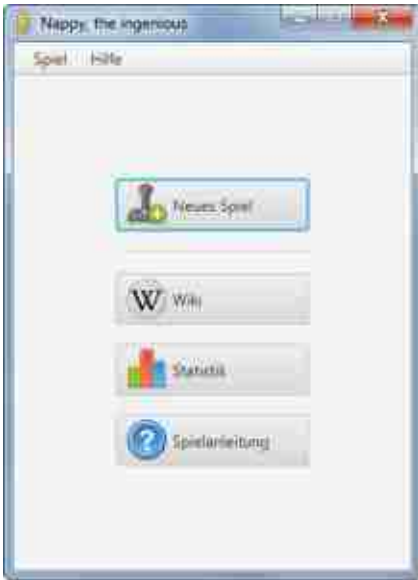 Nappy, the ingenious
Spiel Hilfe
Neues Spiel
W Wiki
Statistik
? Spielanleitung